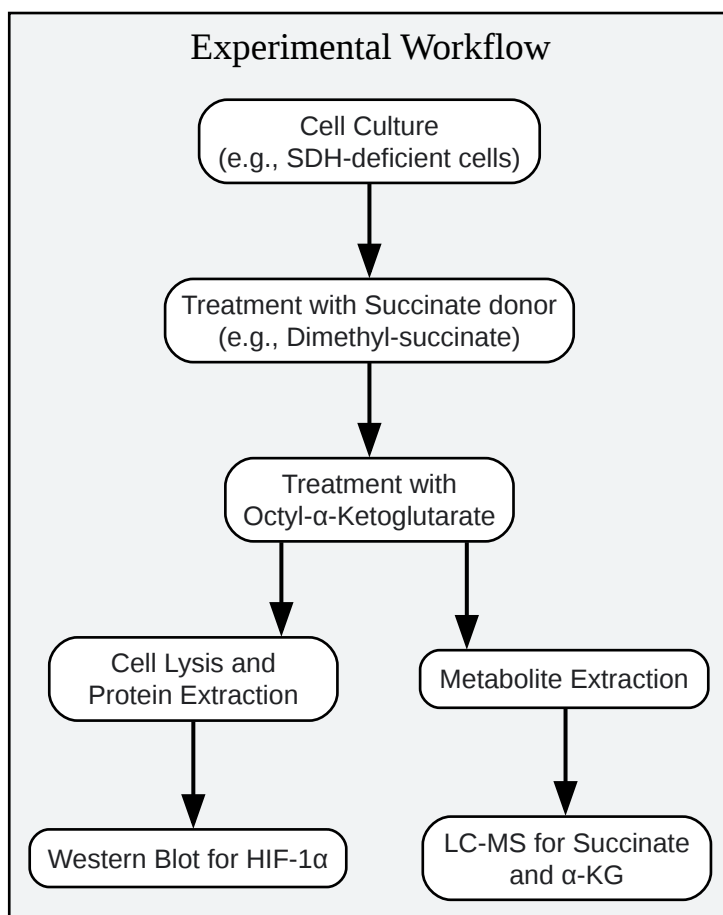 Experimental Workflow
Cell Culture
(e.g., SDH-deficient cells)
Treatment with Succinate donor
(e.g., Dimethyl-succinate)
Treatment with
Octyl-α-Ketoglutarate
Cell Lysis and
Protein Extraction
Metabolite Extraction
Western Blot for HIF-1α
LC-MS for Succinate
and α-KG